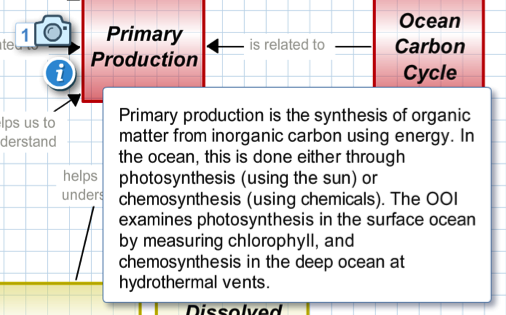 Primary
Production
Ocean
Carbon
Cycle
is related to
1
Primary production is the synthesis of organic
matter from inorganic carbon using energy. In
the ocean, this is done either through
photosynthesis (using the sun) or
chemosynthesis (using chemicals). The OOI
examines photosynthesis in the surface ocean
by measuring chlorophyll, and
chemosynthesis in the deep ocean at
hydrothermal vents.
lps us to
derstand
helps
unders
Dissolved